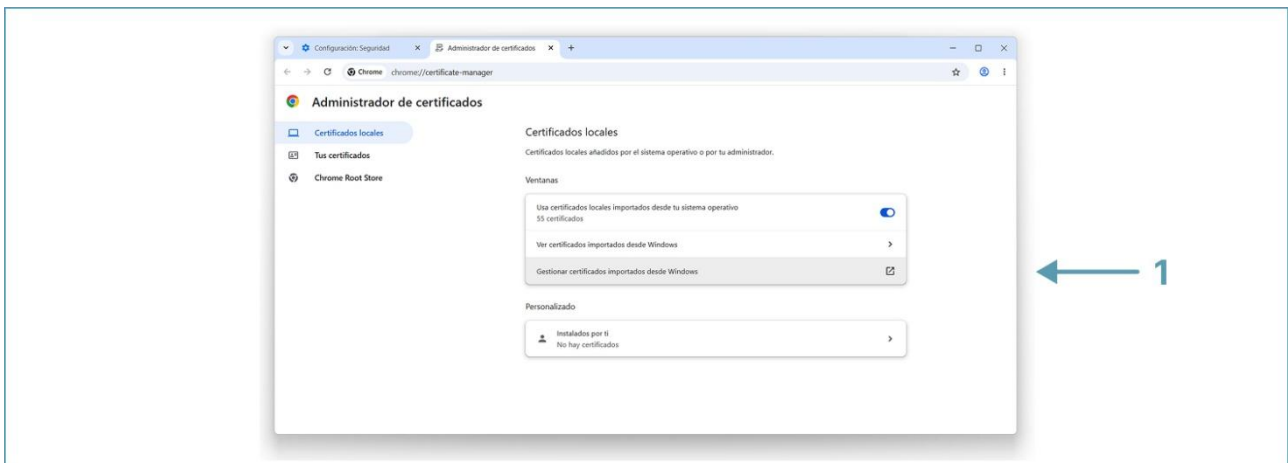 Configuración: Seguridad
Administrador de certificados
Chrome chrome://certificate-manager
Administrador de certificados
Certificados locales
Tus certificados
Chrome Root Store
Certificados locales
Certificados locales añadidos por el sistema operativo o por tu administrador.
Ventanas
Usa certificados locales importados desde tu sistema operativo
55 certificados
Ver certificados importados desde Windows
Gestionar certificados importados desde Windows
1
Personalizado
Instalados por ti
No hay certificados